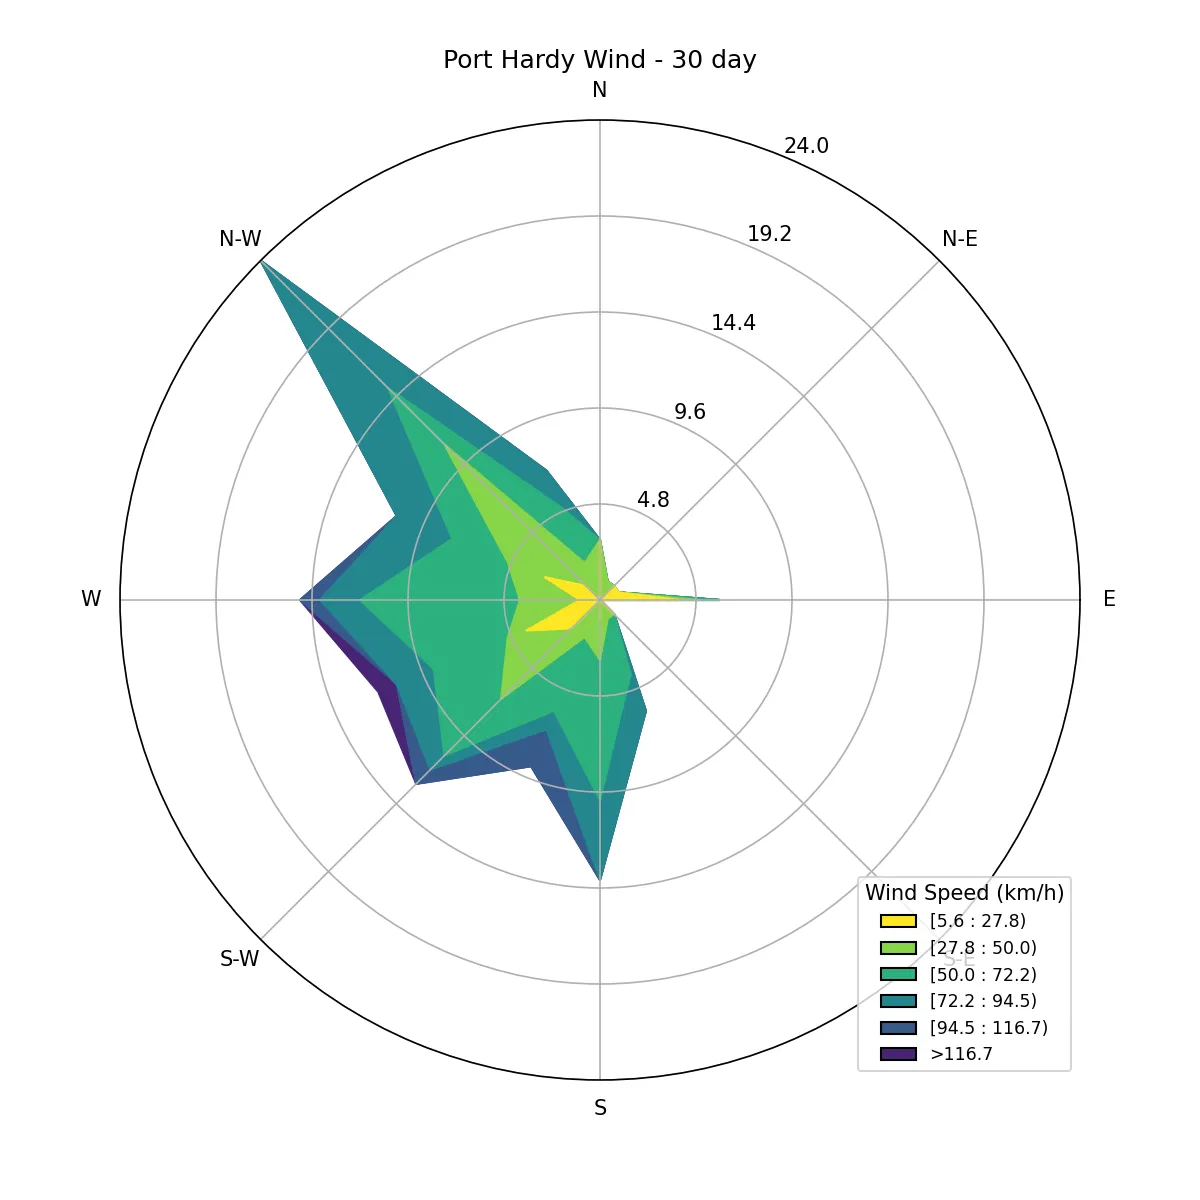 Port Hardy Wind - 30 day
N
24.0
19.2
N-W
N-E
14.4
9.6
4.8
W
E
S-W
S-E
Wind Speed (km/h)
[5.6 : 27.8)
[27.8 : 50.0)
[50.0 : 72.2)
[72.2 : 94.5)
[94.5 : 116.7)
>116.7
S